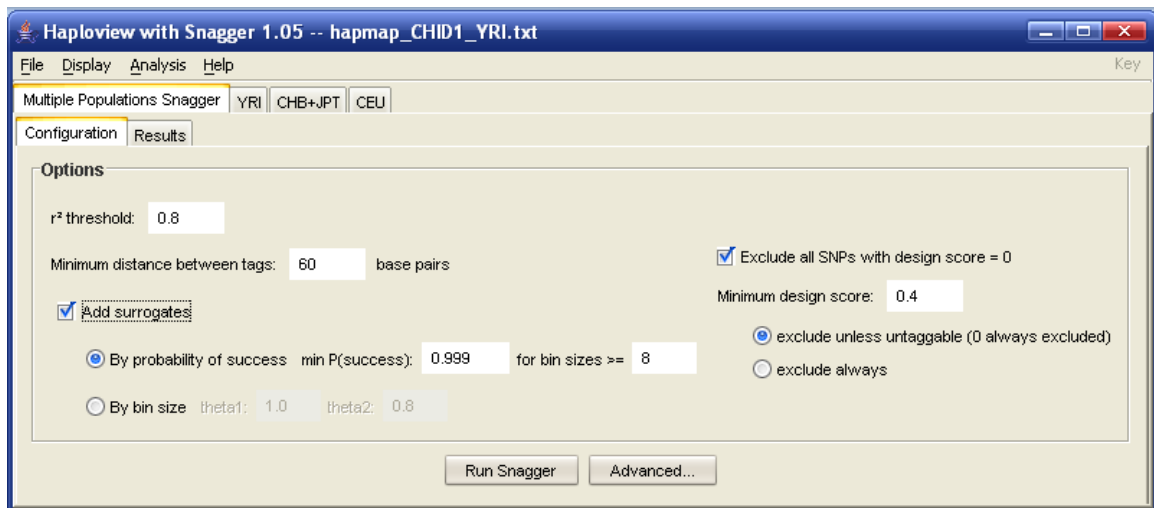 Haploview with Snagger 1.05 -- hapmap_CHID1_YRI.txt
File Display Analysis Help Key
Multiple Populations Snagger YRI CHB+JPT CEU
Configuration Results
Options
r² threshold: 0.8
Minimum distance between tags: 60 base pairs
Exclude all SNPs with design score = 0
Add surrogates
Minimum design score: 0.4
By probability of success min P(success): 0.999 for bin sizes >= 8
exclude unless untaggable (0 always excluded)
exclude always
By bin size theta1: 1.0 theta2: 0.8
Run Snagger Advanced...